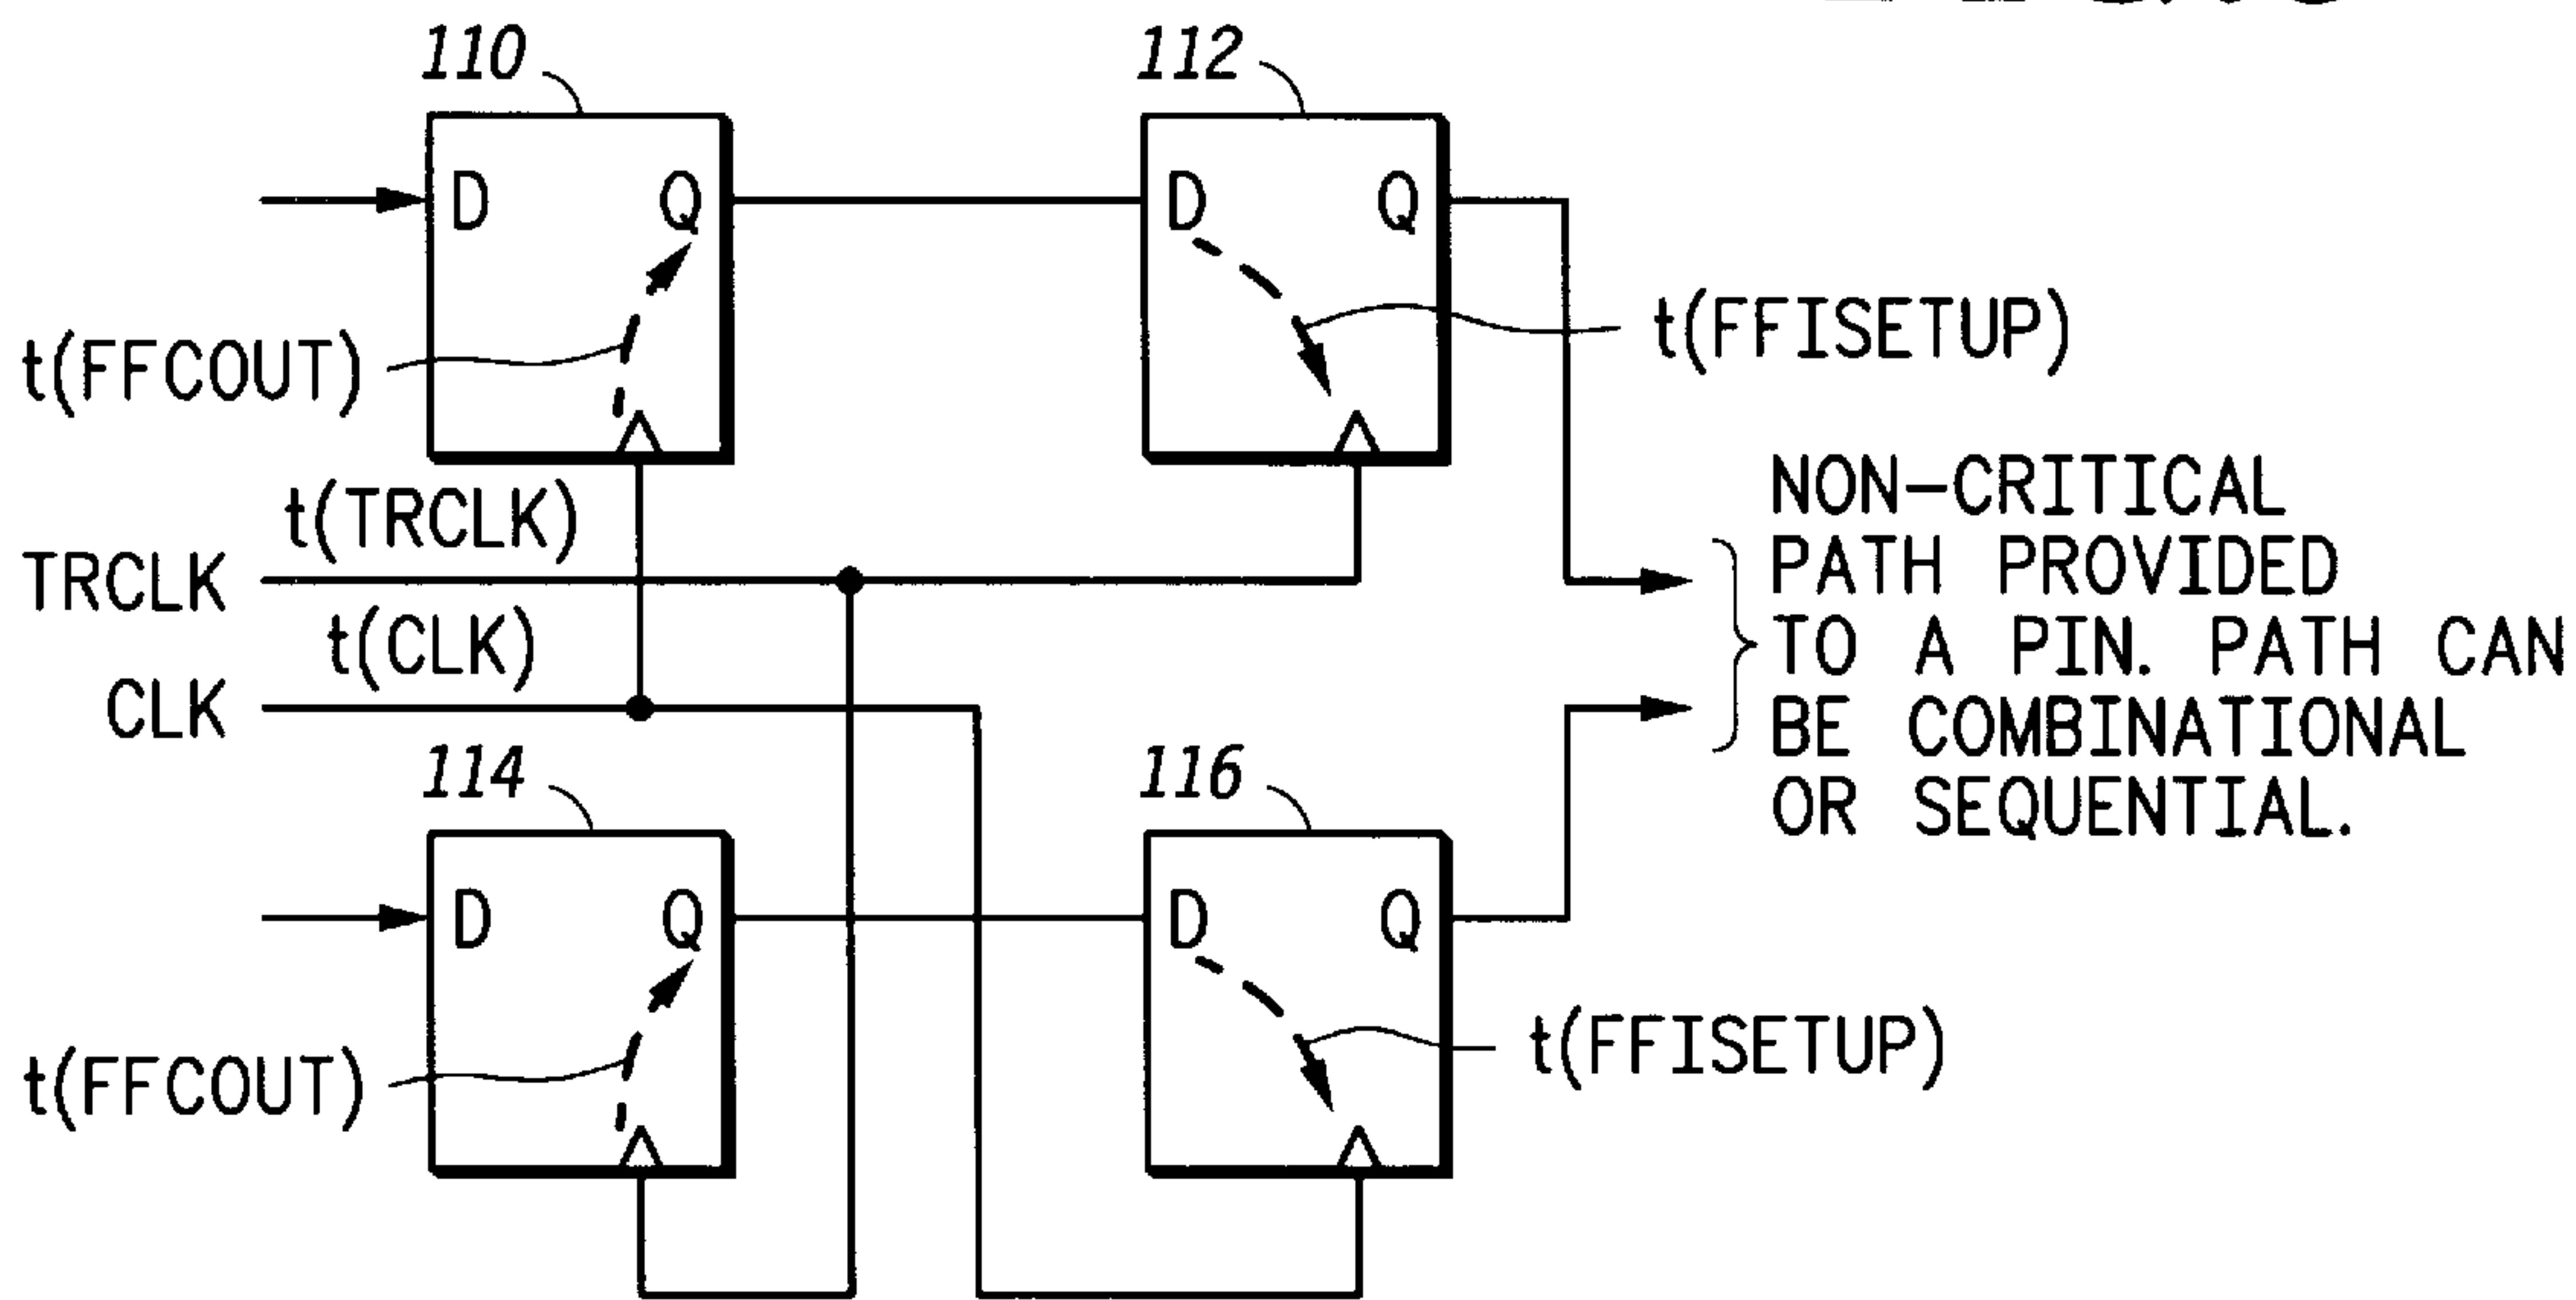 110
112
D Q
D Q
t(FFCOUT)
t(FFISETUP)
t(TRCLK)
TRCLK
t(CLK)
CLK
NON-CRITICAL
PATH PROVIDED
TO A PIN. PATH CAN
BE COMBINATIONAL
OR SEQUENTIAL.
114
116
D Q
D Q
t(FFCOUT)
t(FFISETUP)